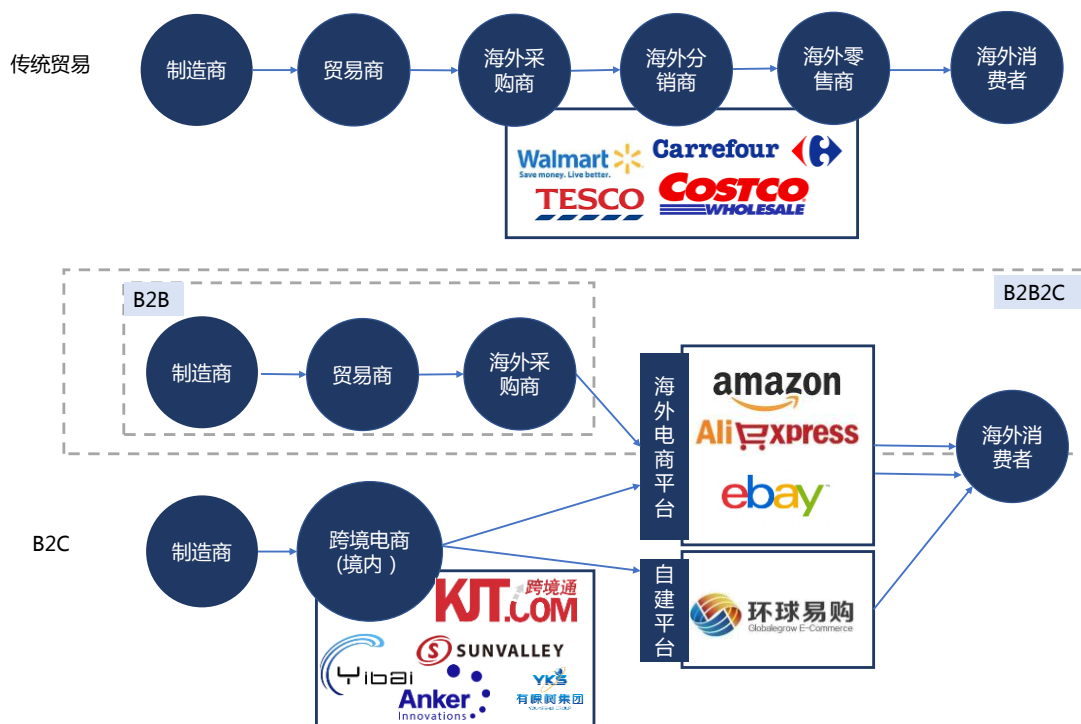 传统贸易
制造商
贸易商
海外采
购商
海外分
销商
海外零
售商
海外消
费者
Walmart
Save money. Live better.
Carrefour
TESCO
COSTCO
WHOLESALE
B2B
B2B2C
制造商
贸易商
海外采
购商
海外电商平台
amazon
AliExpress
ebay
海外消
费者
B2C
制造商
跨境电商
(境内）
自建平台
环球易购
Globalegrow E-Commerce
KJT.COM
跨境通
Yibai
SUNVALLEY
Anker
Innovations
YKS
有棵树集团